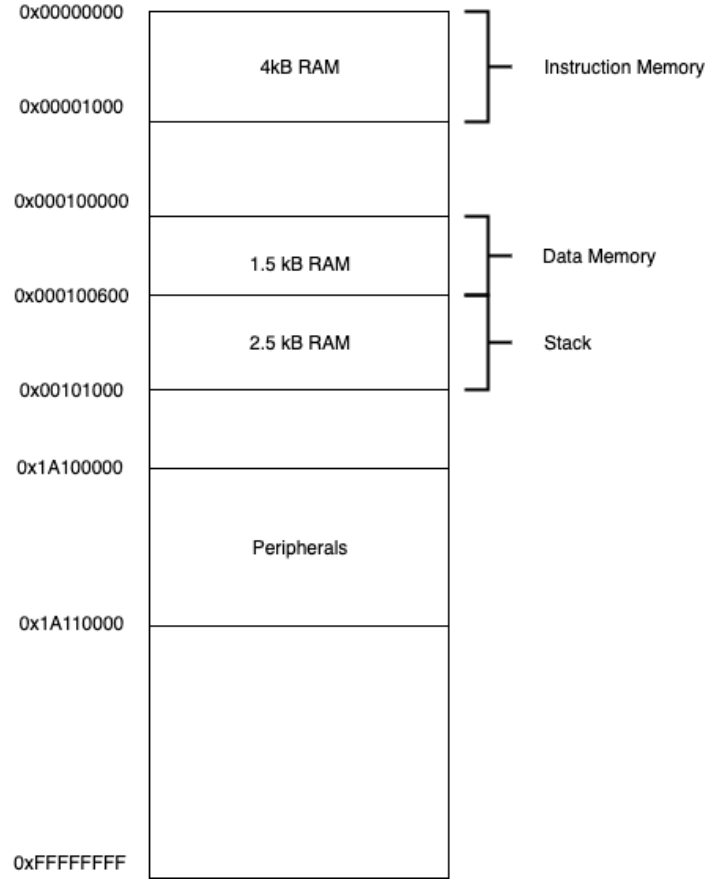 0x00000000
4kB RAM
Instruction Memory
0x00001000
0x000100000
1.5 kB RAM
Data Memory
0x000100600
2.5 kB RAM
Stack
0x00101000
0x1A100000
Peripherals
0x1A110000
0xFFFFFFFF